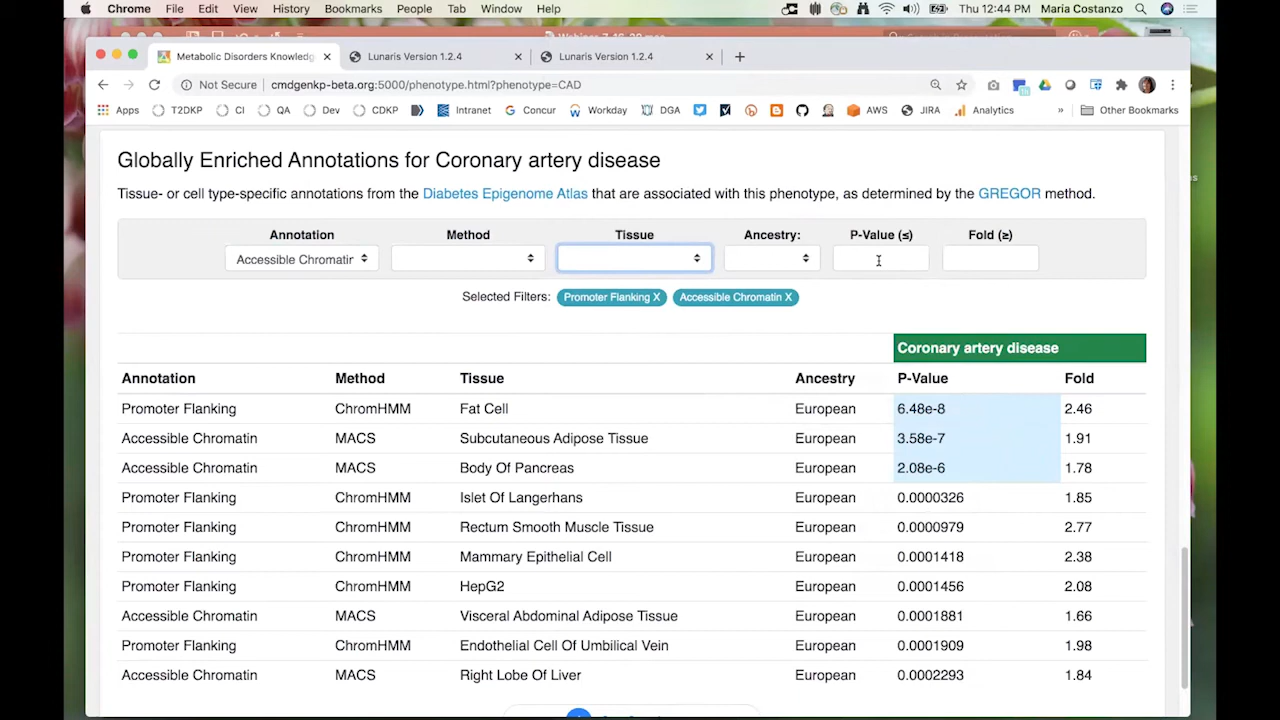 Chrome File Edit View History Bookmarks People Tab Window Help Thu 12:44 PM Maria Costanzo
Metabolic Disorders Knowledg Lunaris Version 1.2.4 Lunaris Version 1.2.4
Not Secure cmdgenkp-beta.org:5000/phenotype.html?phenotype=CAD
Apps T2DKP CI QA Dev CDKP Intranet Concur Workday DGA AWS JIRA Analytics » Other Bookmarks
Globally Enriched Annotations for Coronary artery disease
Tissue- or cell type-specific annotations from the Diabetes Epigenome Atlas that are associated with this phenotype, as determined by the GREGOR method.
Annotation Method Tissue Ancestry: P-Value (≤) Fold (≥)
Accessible Chromatin
Selected Filters: Promoter Flanking X Accessible Chromatin X
Coronary artery disease
Annotation Method Tissue Ancestry P-Value Fold
Promoter Flanking ChromHMM Fat Cell European 6.48e-8 2.46
Accessible Chromatin MACS Subcutaneous Adipose Tissue European 3.58e-7 1.91
Accessible Chromatin MACS Body Of Pancreas European 2.08e-6 1.78
Promoter Flanking ChromHMM Islet Of Langerhans European 0.0000326 1.85
Promoter Flanking ChromHMM Rectum Smooth Muscle Tissue European 0.0000979 2.77
Promoter Flanking ChromHMM Mammary Epithelial Cell European 0.0001418 2.38
Promoter Flanking ChromHMM HepG2 European 0.0001456 2.08
Accessible Chromatin MACS Visceral Abdominal Adipose Tissue European 0.0001881 1.66
Promoter Flanking ChromHMM Endothelial Cell Of Umbilical Vein European 0.0001909 1.98
Accessible Chromatin MACS Right Lobe Of Liver European 0.0002293 1.84